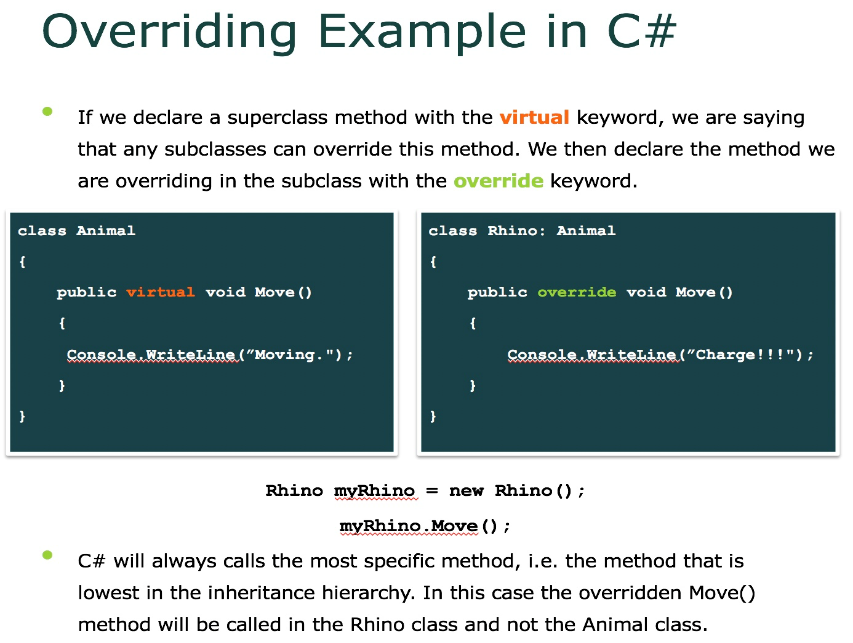 Overriding Example in C#
If we declare a superclass method with the virtual keyword, we are saying
that any subclasses can override this method. We then declare the method we
are overriding in the subclass with the override keyword.
class Animal
{
public virtual void Move()
{
Console.WriteLine(”Moving.");
}
}
class Rhino: Animal
{
public override void Move()
{
Console.WriteLine(”Charge!!!");
}
}
Rhino myRhino = new Rhino();
myRhino.Move();
C# will always calls the most specific method, i.e. the method that is
lowest in the inheritance hierarchy. In this case the overridden Move()
method will be called in the Rhino class and not the Animal class.